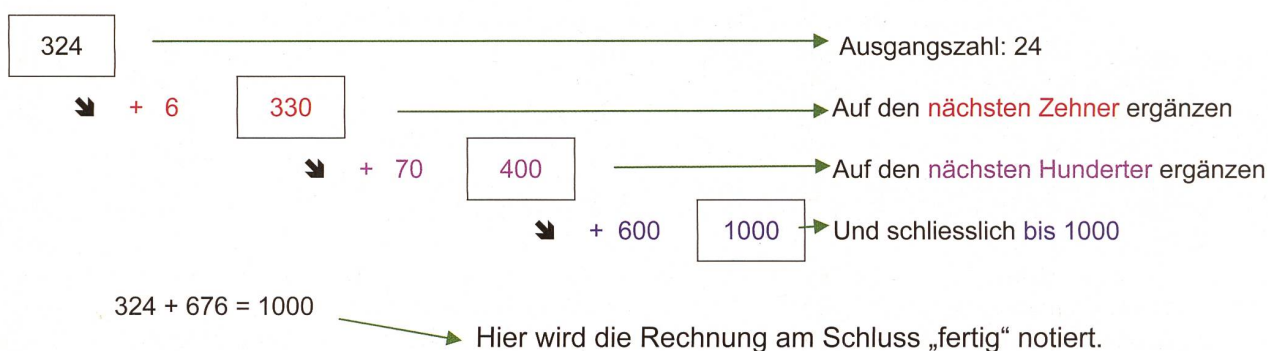 324 Ausgangszahl: 24
+ 6 330 Auf den nächsten Zehner ergänzen
+ 70 400 Auf den nächsten Hunderter ergänzen
+ 600 1000 Und schliesslich bis 1000
324 + 676 = 1000
Hier wird die Rechnung am Schluss „fertig“ notiert.